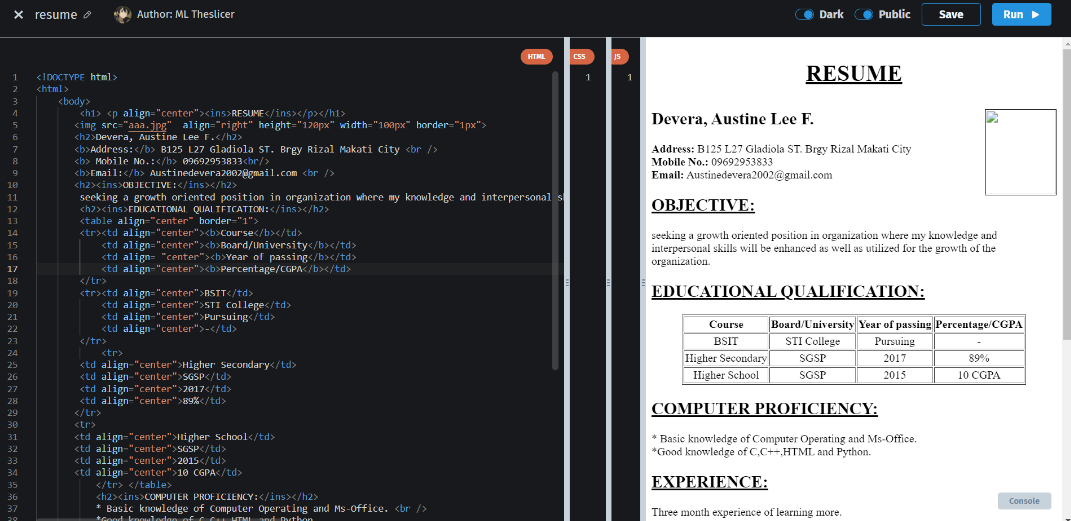 × resume Author: ML Theslicer Dark Public Save Run
HTML CSS JS
1 <!DOCTYPE html>
2 <html>
3 <body>
4 <h1> <p align="center"><ins>RESUME</ins></p></h1>
5 <img src="aaa.jpg"  align="right" height="120px" width="100px" border="1px">
6 <h2>Devera, Austine Lee F.</h2>
7 <b>Address:</b> B125 L27 Gladiola ST. Brgy Rizal Makati City <br />
8 <b> Mobile No.:</b> 09692953833<br/>
9 <b>Email:</b> Austinedevera2002@gmail.com <br />
10 <h2><ins>OBJECTIVE:</ins></h2>
11 seeking a growth oriented position in organization where my knowledge and interpersonal
12 <h2><ins>EDUCATIONAL QUALIFICATION:</ins></h2>
13 <table align="center" border="1">
14 <tr><td align="center"><b>Course</b></td>
15 <td align="center"><b>Board/University</b></td>
16 <td align= "center"><b>Year of passing</b></td>
17 <td align="center"><b>Percentage/CGPA</b></td>
18 </tr>
19 <tr><td align="center">BSIT</td>
20 <td align="center">STI College</td>
21 <td align="center">Pursuing</td>
22 <td align="center">-</td>
23 </tr>
24 <tr>
25 <td align="center">Higher Secondary</td>
26 <td align="center">SGSP</td>
27 <td align="center">2017</td>
28 <td align="center">89%</td>
29 </tr>
30 <tr>
31 <td align="center">Higher School</td>
32 <td align="center">SGSP</td>
33 <td align="center">2015</td>
34 <td align="center">10 CGPA</td>
35 </tr> </table>
36 <h2><ins>COMPUTER PROFICIENCY:</ins></h2>
37 * Basic knowledge of Computer Operating and Ms-Office. <br />
38 *Good knowledge of C,C++,HTML and Python.
1
1
RESUME
Devera, Austine Lee F.
Address: B125 L27 Gladiola ST. Brgy Rizal Makati City
Mobile No.: 09692953833
Email: Austinedevera2002@gmail.com
OBJECTIVE:
seeking a growth oriented position in organization where my knowledge and
interpersonal skills will be enhanced as well as utilized for the growth of the
organization.
EDUCATIONAL QUALIFICATION:
Course Board/University Year of passing Percentage/CGPA
BSIT STI College Pursuing -
Higher Secondary SGSP 2017 89%
Higher School SGSP 2015 10 CGPA
COMPUTER PROFICIENCY:
* Basic knowledge of Computer Operating and Ms-Office.
*Good knowledge of C,C++,HTML and Python.
EXPERIENCE:
Three month experience of learning more.
Console